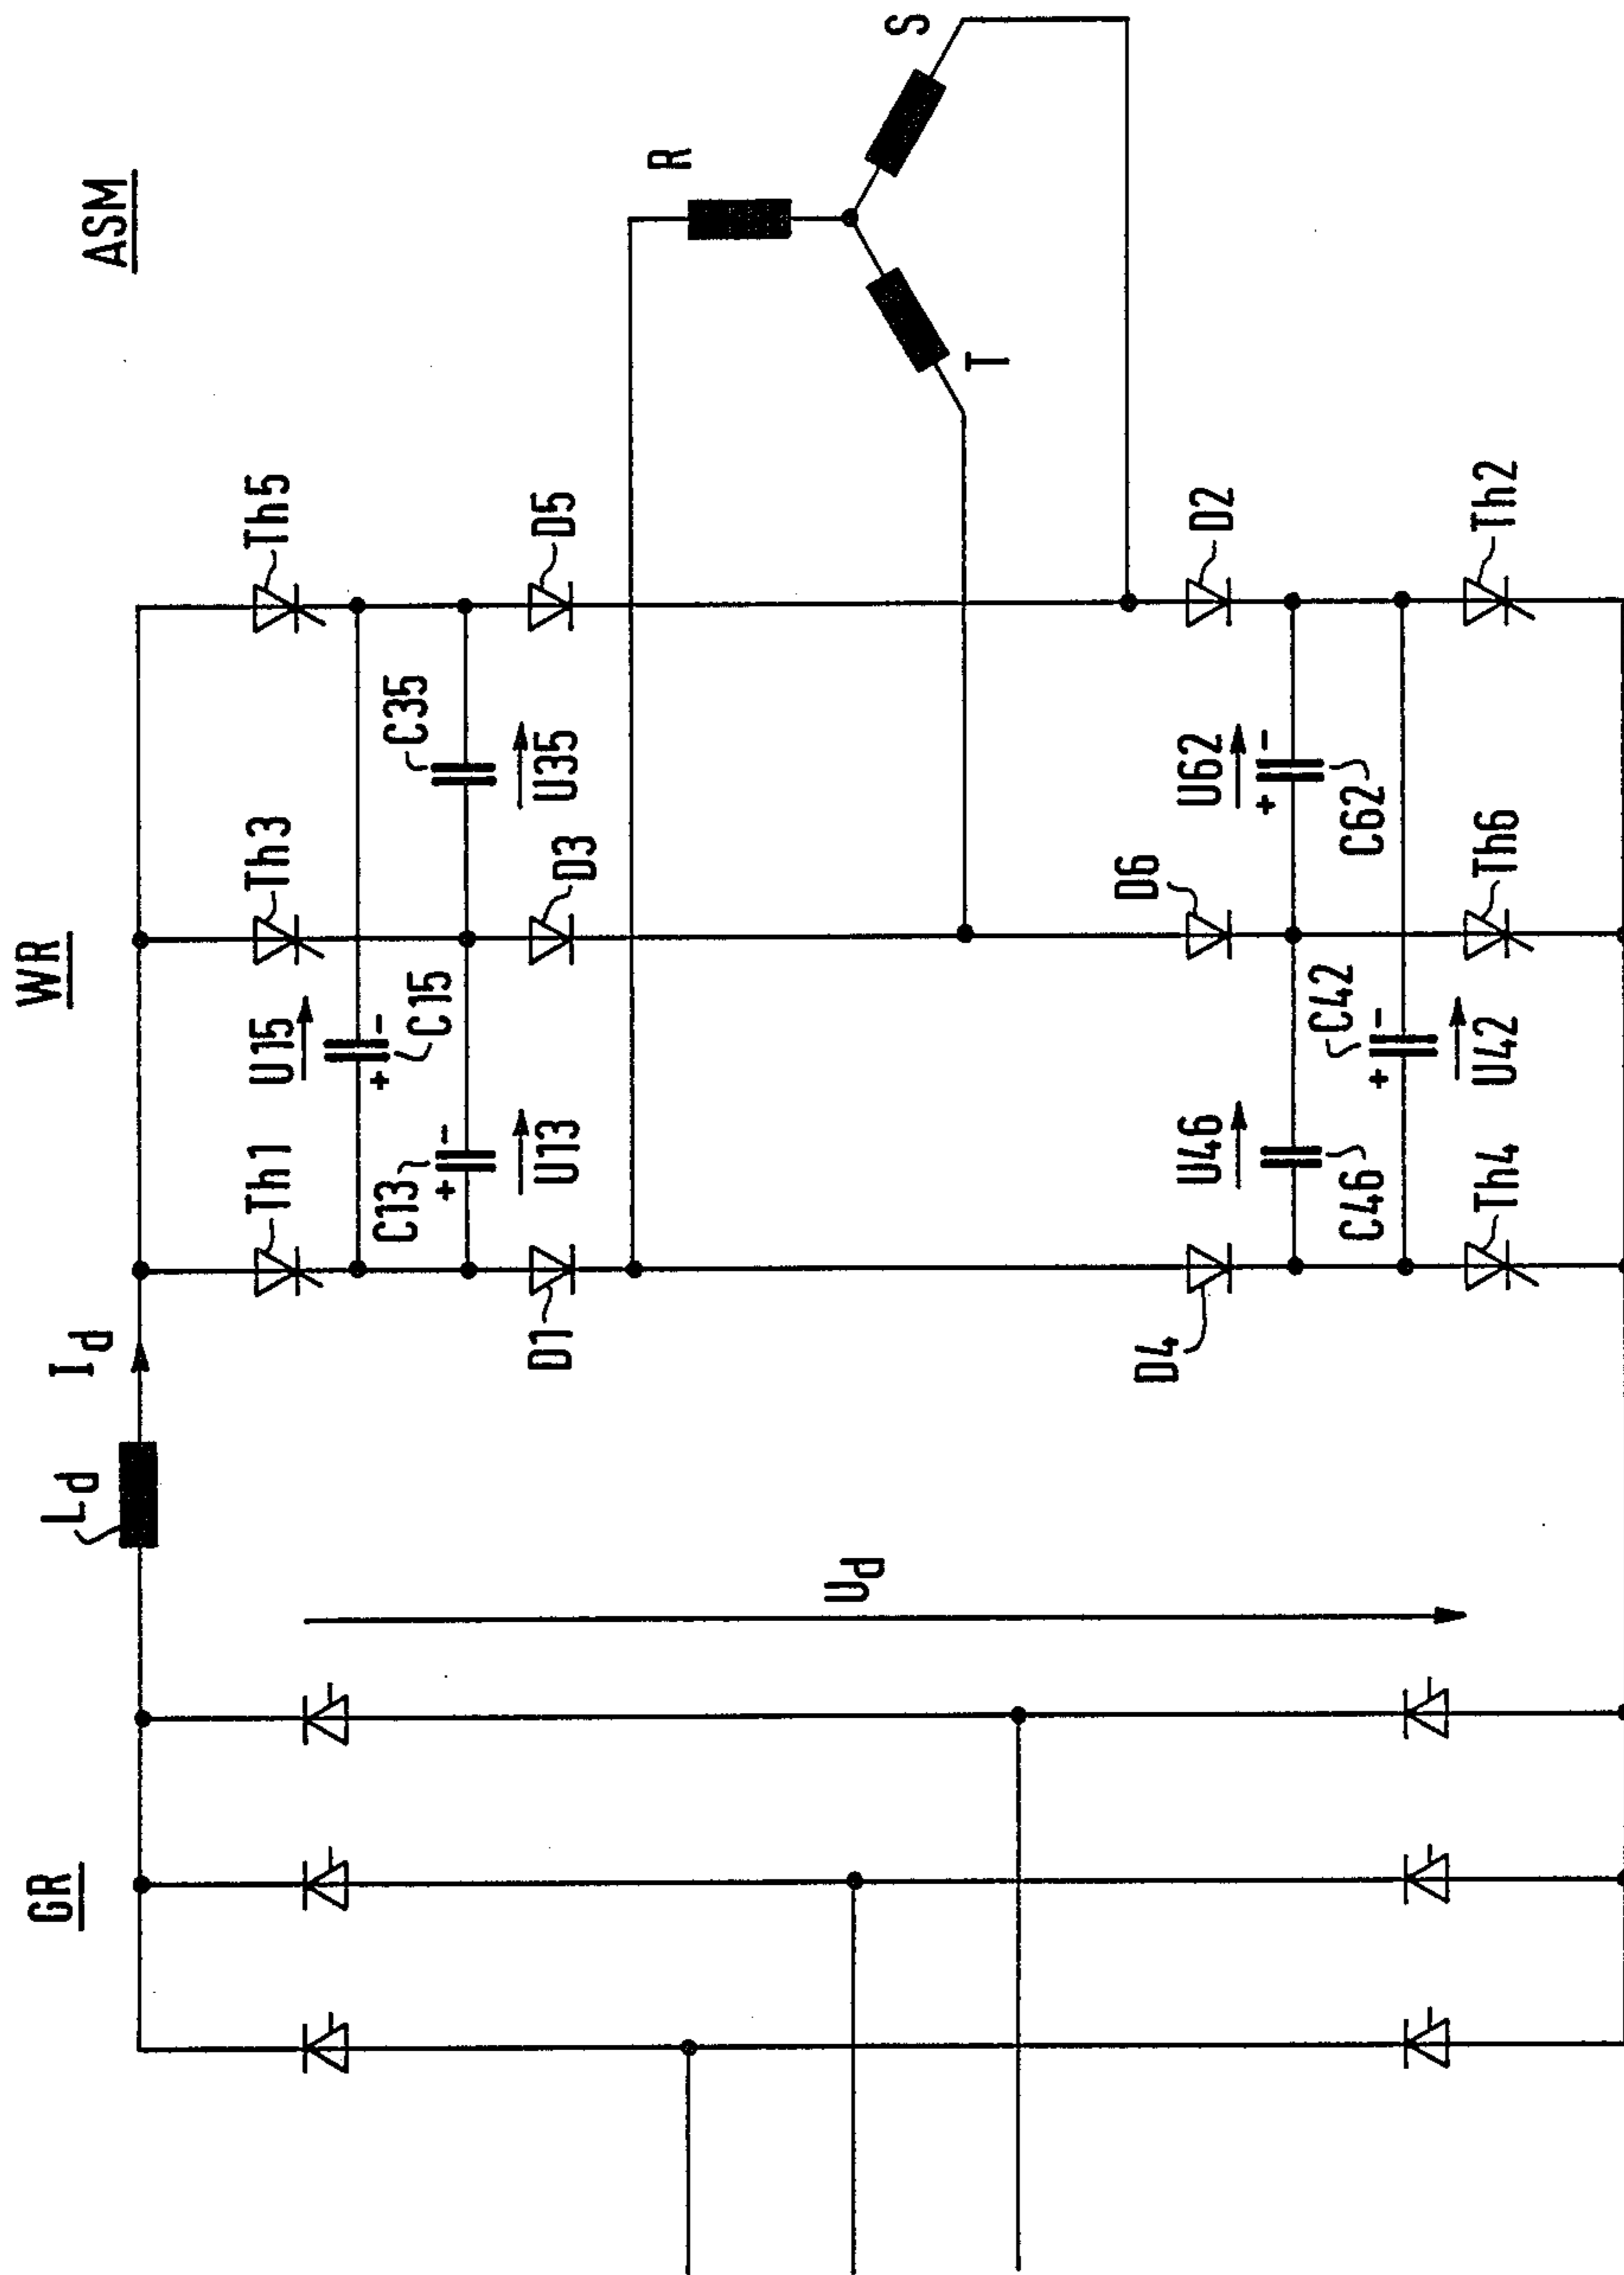 GR
WR
ASM
Ld
Id
Ud
Th1
Th3
Th5
U15
+ -
C15
C13
+ -
U13
C35
U35
D1
D3
D5
R
S
T
D4
D6
D2
U46
C46
U62
+ -
C62
C42
+ -
U42
Th4
Th6
Th2